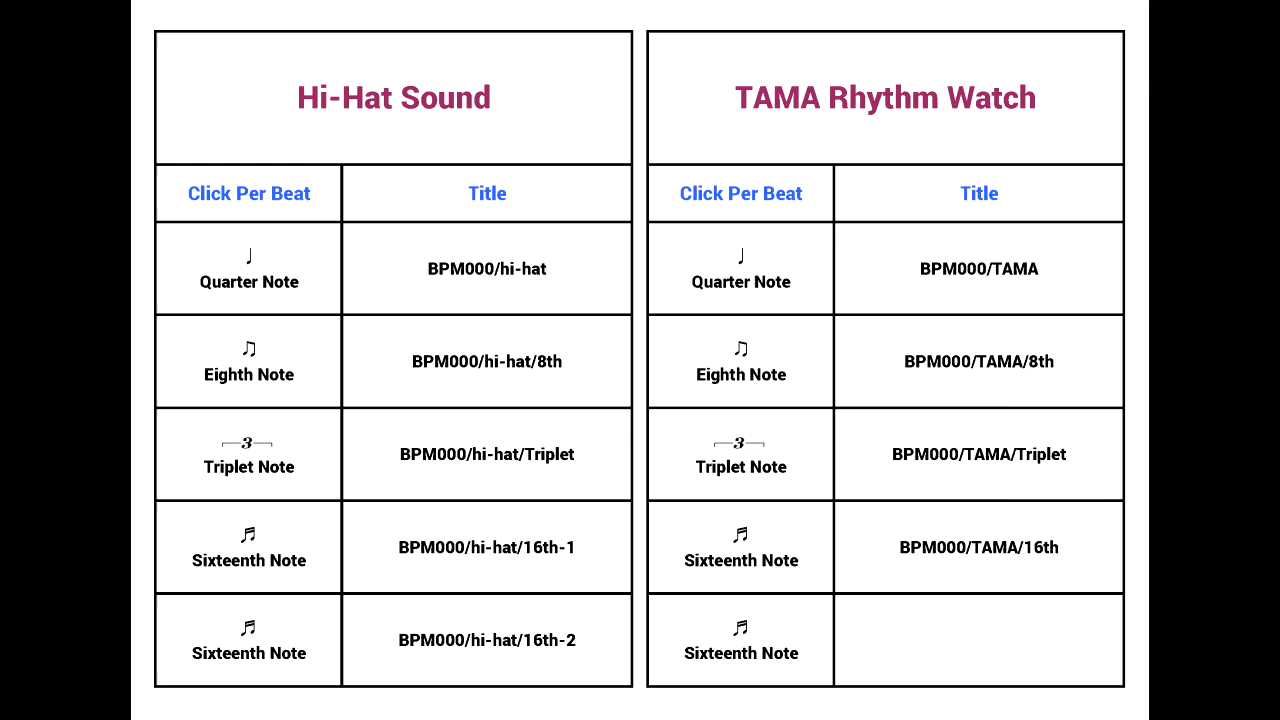 Hi-Hat Sound
Click Per Beat
Title
♩
Quarter Note
BPM000/hi-hat
♫
Eighth Note
BPM000/hi-hat/8th
3
Triplet Note
BPM000/hi-hat/Triplet
♬
Sixteenth Note
BPM000/hi-hat/16th-1
♬
Sixteenth Note
BPM000/hi-hat/16th-2
TAMA Rhythm Watch
Click Per Beat
Title
♩
Quarter Note
BPM000/TAMA
♫
Eighth Note
BPM000/TAMA/8th
3
Triplet Note
BPM000/TAMA/Triplet
♬
Sixteenth Note
BPM000/TAMA/16th
♬
Sixteenth Note